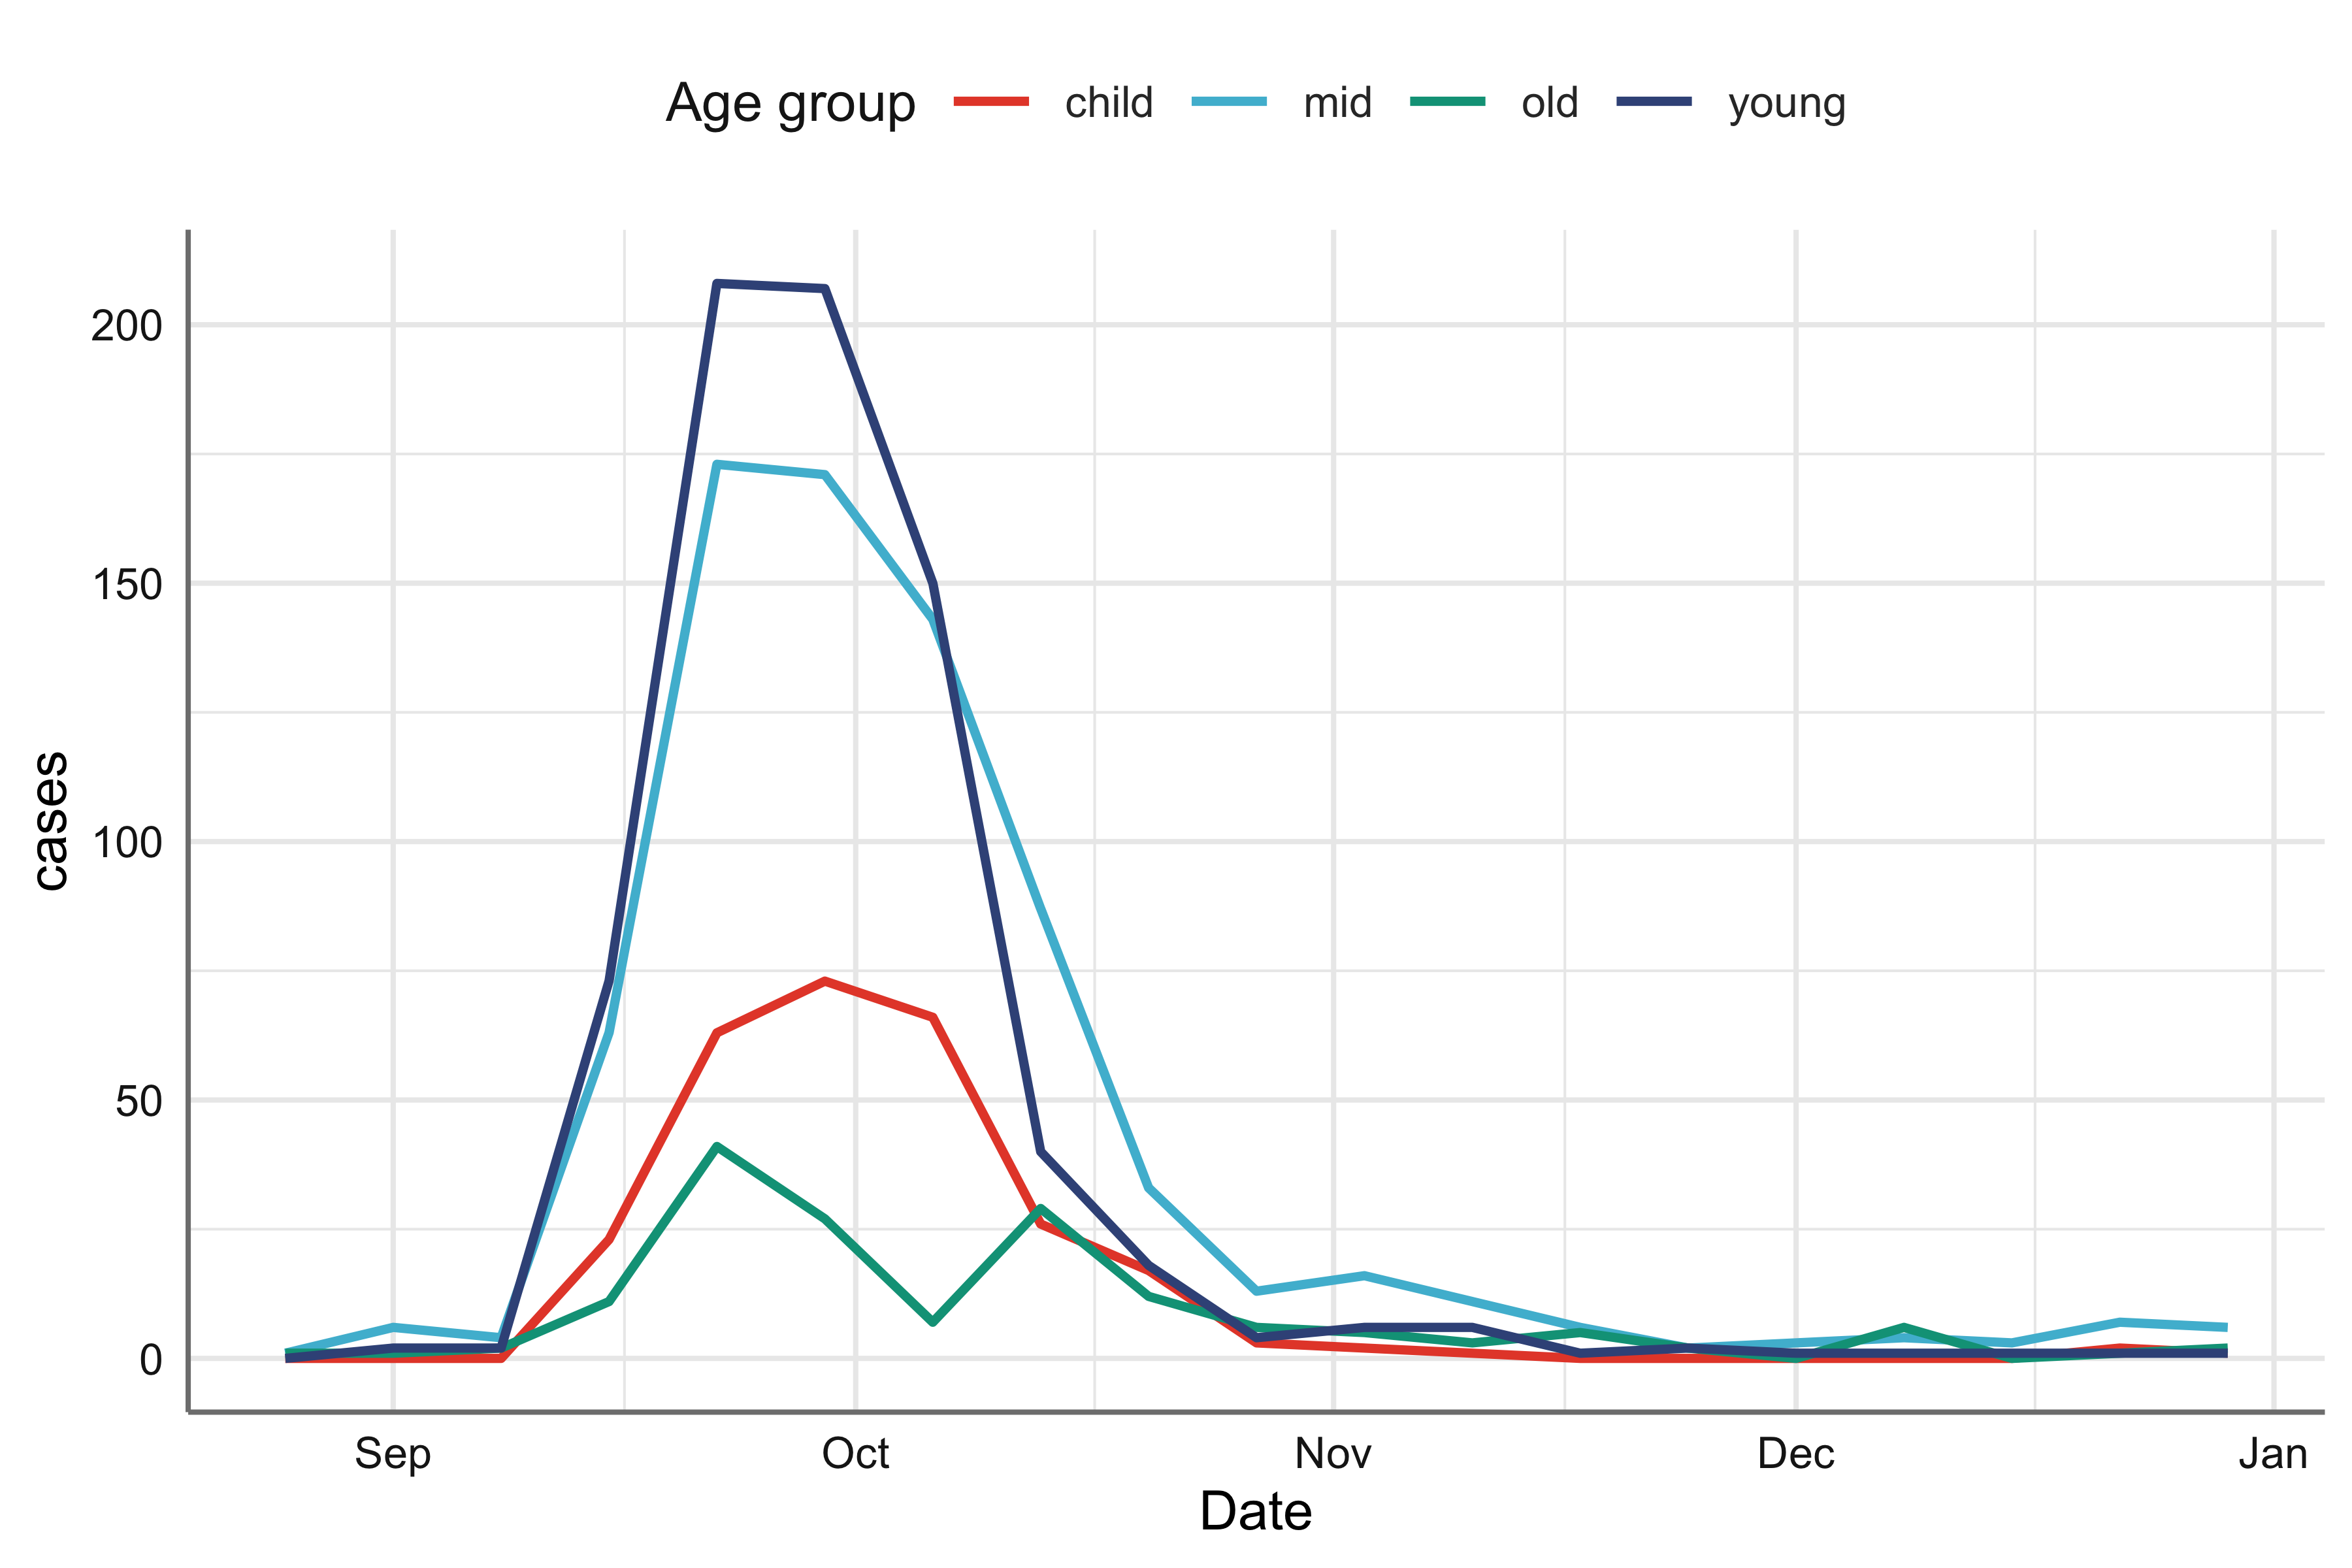 Age group child mid old young
200
150
100
50
0
cases
Sep Oct Nov Dec Jan
Date